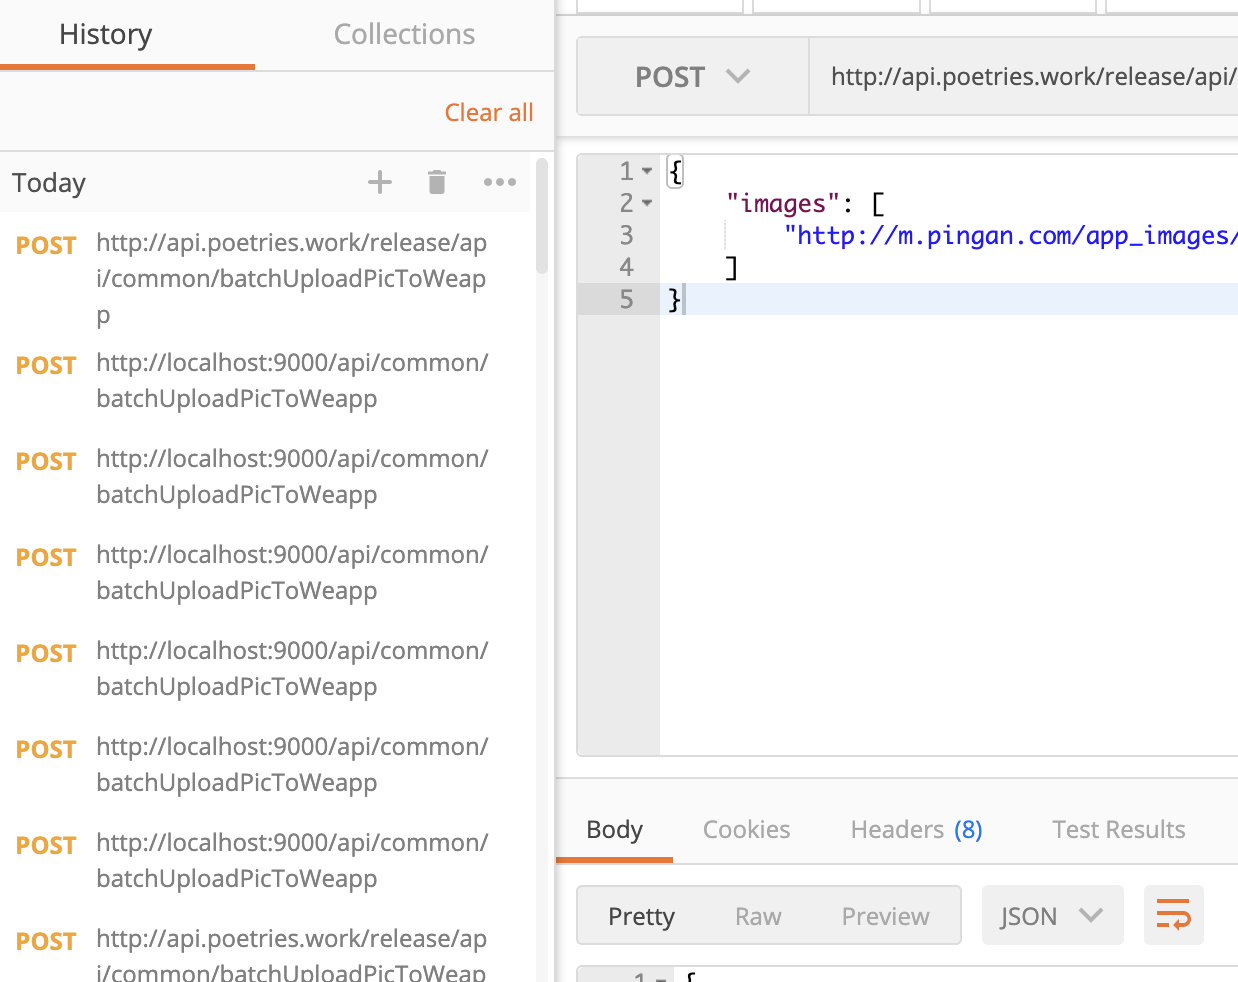 History
Collections
Clear all
Today
POST
http://api.poetries.work/release/ap
i/common/batchUploadPicToWeap
p
POST
http://localhost:9000/api/common/
batchUploadPicToWeapp
POST
http://localhost:9000/api/common/
batchUploadPicToWeapp
POST
http://localhost:9000/api/common/
batchUploadPicToWeapp
POST
http://localhost:9000/api/common/
batchUploadPicToWeapp
POST
http://localhost:9000/api/common/
batchUploadPicToWeapp
POST
http://localhost:9000/api/common/
batchUploadPicToWeapp
POST
http://api.poetries.work/release/ap
i/common/batchUploadPicToWeap
POST
http://api.poetries.work/release/api/
1 {
2 "images": [
3 "http://m.pingan.com/app_images/
4 ]
5 }
Body
Cookies
Headers (8)
Test Results
Pretty
Raw
Preview
JSON
1 {